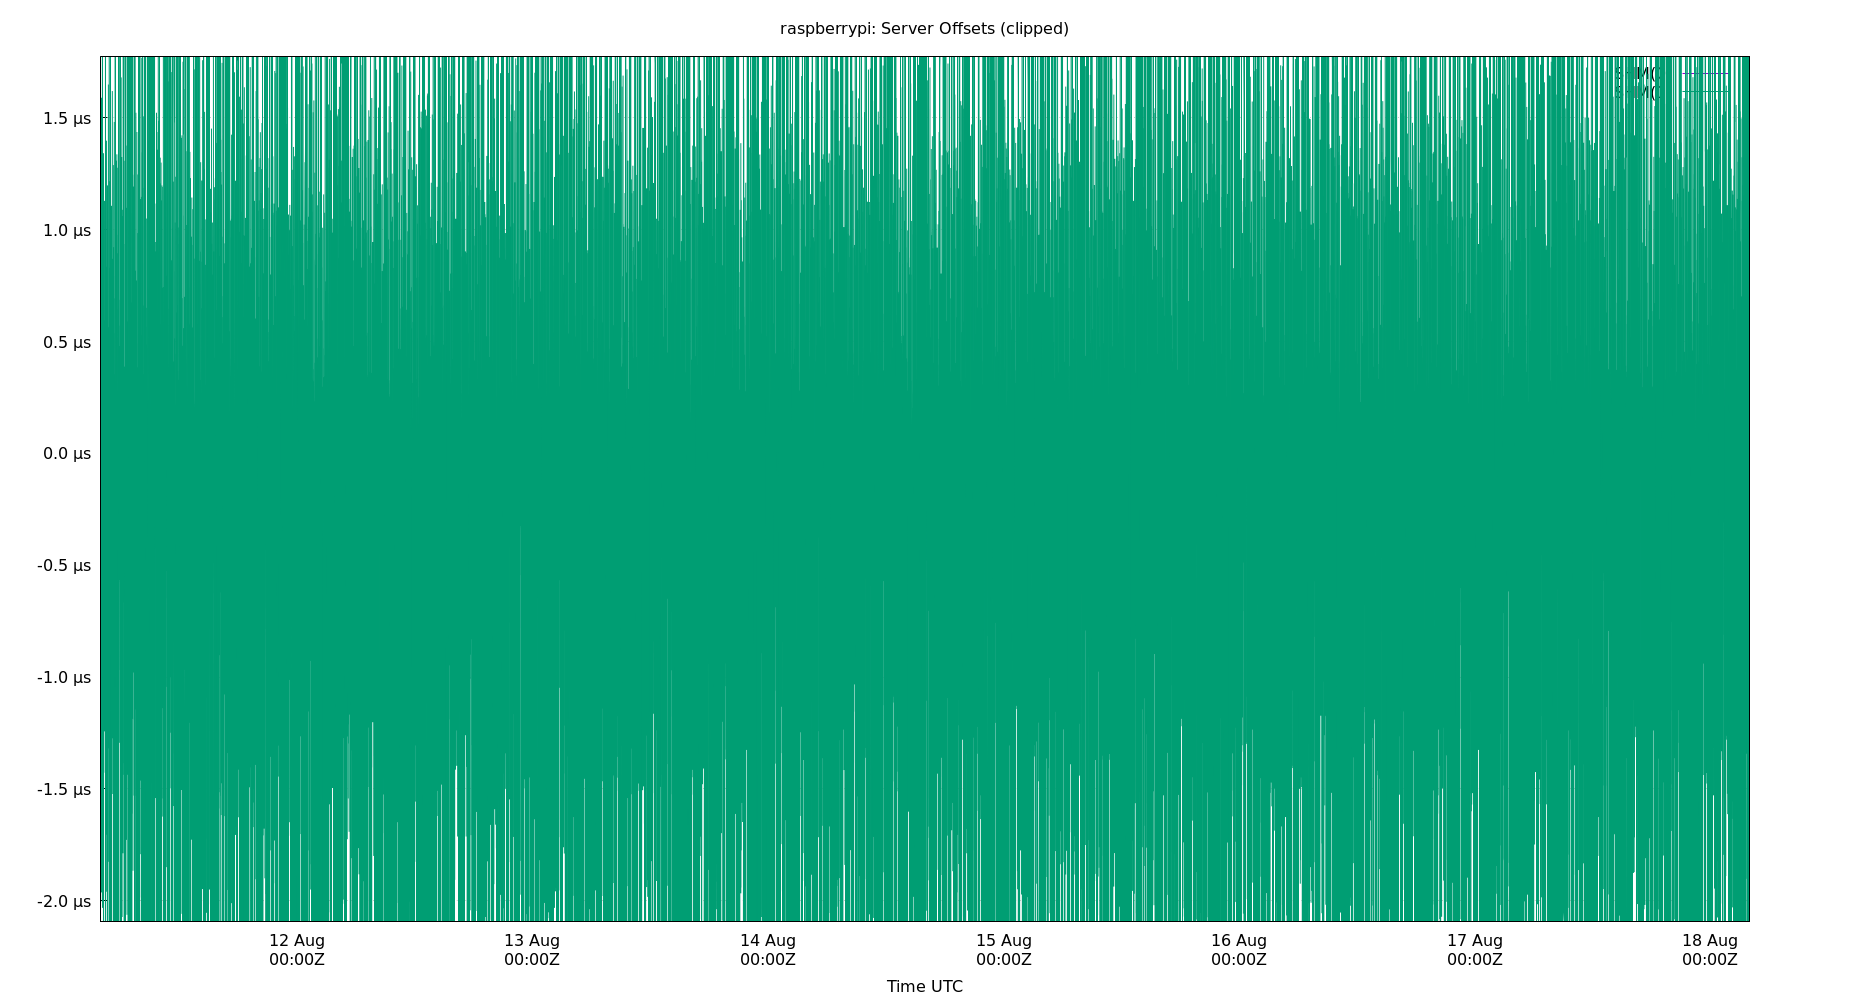 raspberrypi: Server Offsets (clipped)
1.5 µs
1.0 µs
0.5 µs
0.0 µs
-0.5 µs
-1.0 µs
-1.5 µs
-2.0 µs
12 Aug
00:00Z
13 Aug
00:00Z
14 Aug
00:00Z
15 Aug
00:00Z
16 Aug
00:00Z
17 Aug
00:00Z
18 Aug
00:00Z
Time UTC